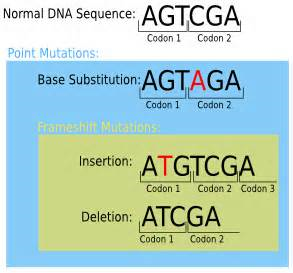 Normal DNA Sequence: AGTCGA
Codon 1 Codon 2
Point Mutations:
Base Substitution: AGTAGA
Codon 1 Codon 2
Frameshift Mutations:
Insertion: ATGTCGA
Codon 1 Codon 2 Codon 3
Deletion: ATCGA
Codon 1 Codon 2